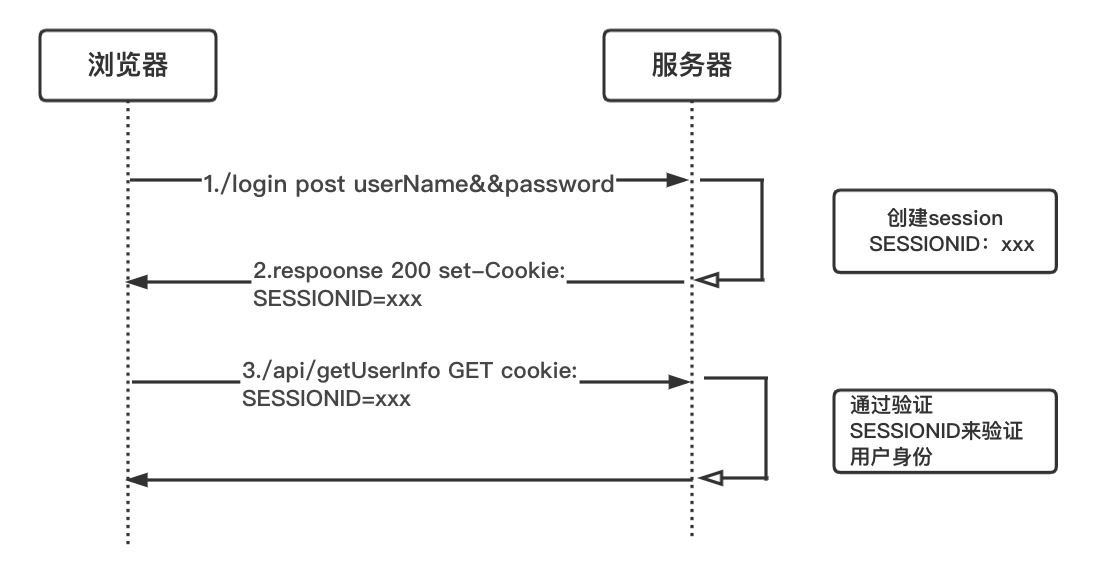 浏览器
服务器
1./login post userName&&password
创建session
SESSIONID：xxx
2.respoonse 200 set-Cookie:
SESSIONID=xxx
3./api/getUserInfo GET cookie:
SESSIONID=xxx
通过验证
SESSIONID来验证
用户身份